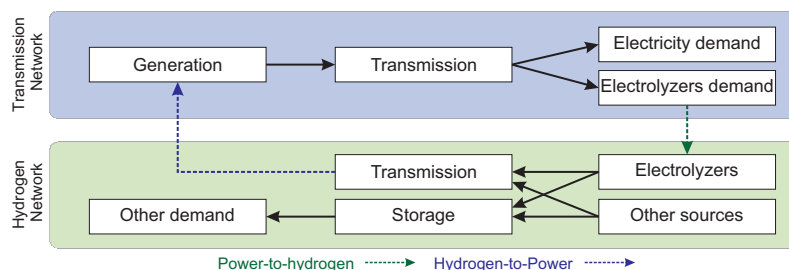 Transmission
Network
Generation
Transmission
Electricity demand
Electrolyzers demand
Hydrogen
Network
Transmission
Electrolyzers
Other demand
Storage
Other sources
Power-to-hydrogen
Hydrogen-to-Power